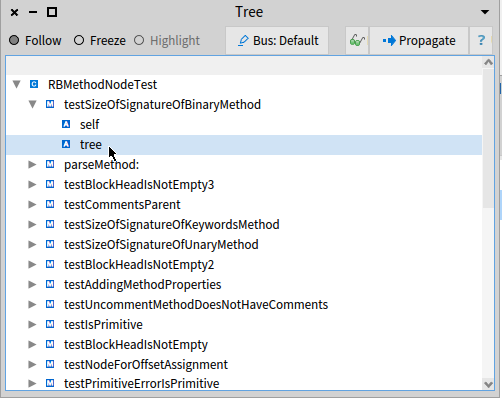 Tree
Follow Freeze Highlight Bus: Default Propagate ?
C RBMethodNodeTest
M testSizeOfSignatureOfBinaryMethod
A self
A tree
M parseMethod:
M testBlockHeadIsNotEmpty3
M testCommentsParent
M testSizeOfSignatureOfKeywordsMethod
M testSizeOfSignatureOfUnaryMethod
M testBlockHeadIsNotEmpty2
M testAddingMethodProperties
M testUncommentMethodDoesNotHaveComments
M testIsPrimitive
M testBlockHeadIsNotEmpty
M testNodeForOffsetAssignment
M testPrimitiveErrorIsPrimitive